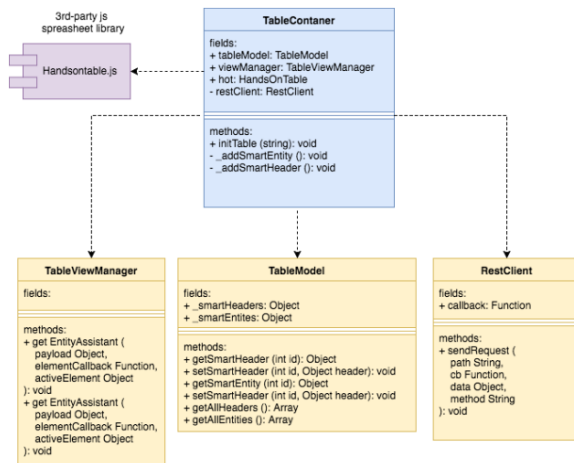 3rd-party js
spreasheet library
Handsontable.js
TableContaner
fields:
+ tableModel: TableModel
+ viewManager: TableViewManager
+ hot: HandsOnTable
- restClient: RestClient
methods:
+ initTable (string): void
- _addSmartEntity (): void
- _addSmartHeader (): void
TableViewManager
fields:
methods:
+ get EntityAssistant (
payload Object,
elementCallback Function,
activeElement Object
): void
+ get EntityAssistant (
payload Object,
elementCallback Function,
activeElement Object
): void
TableModel
fields:
+ _smartHeaders: Object
+ _smartEntites: Object
methods:
+ getSmartHeader (int id): Object
+ setSmartHeader (int id, Object header): void
+ getSmartEntity (int id): Object
+ setSmartHeader (int id, Object header): void
+ getAllHeaders (): Array
+ getAllEntities (): Array
RestClient
fields:
+ callback: Function
methods:
+ sendRequest (
path String,
cb Function,
data Object,
method String
): void